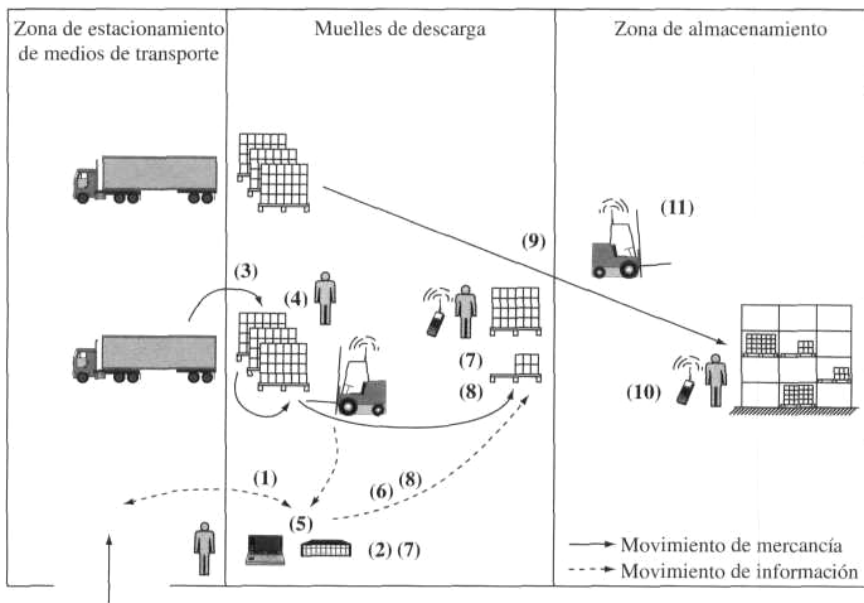 Zona de estacionamiento
de medios de transporte
Muelles de descarga
Zona de almacenamiento
(11)
(9)
(3)
(4)
(7)
(8)
(10)
(1)
(6)
(8)
(5)
(2) (7)
Movimiento de mercancía
Movimiento de información